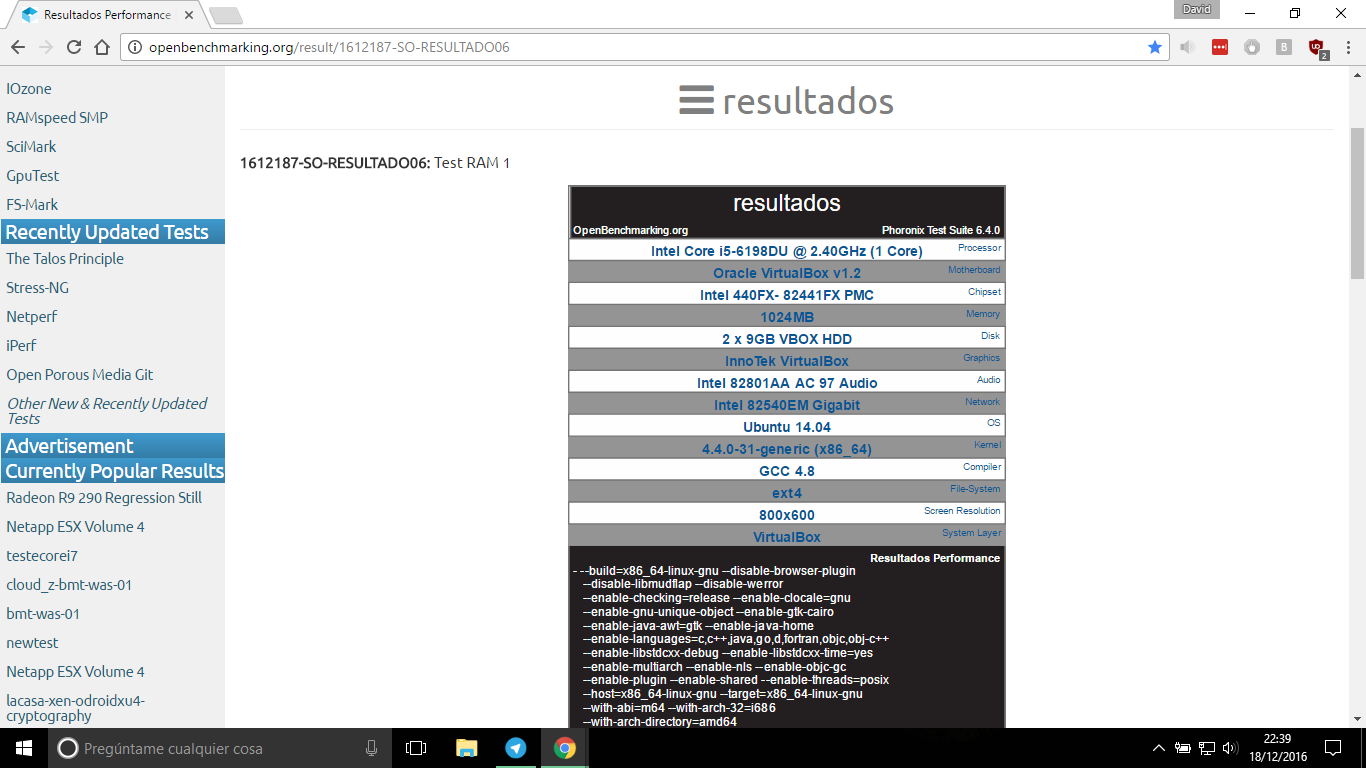 Resultados Performance
David
openbenchmarking.org/result/1612187-SO-RESULTADO06
B
2
IOzone
RAMspeed SMP
SciMark
GpuTest
FS-Mark
Recently Updated Tests
The Talos Principle
Stress-NG
Netperf
iPerf
Open Porous Media Git
Other New & Recently Updated
Tests
Advertisement
Currently Popular Results
Radeon R9 290 Regression Still
Netapp ESX Volume 4
testecorei7
cloud_z-bmt-was-01
bmt-was-01
newtest
Netapp ESX Volume 4
lacasa-xen-odroidxu4-
cryptography
resultados
1612187-SO-RESULTADO06: Test RAM 1
resultados
OpenBenchmarking.org Phoronix Test Suite 6.4.0
Intel Core i5-6198DU @ 2.40GHz (1 Core) Processor
Oracle VirtualBox v1.2 Motherboard
Intel 440FX- 82441FX PMC Chipset
1024MB Memory
2 x 9GB VBOX HDD Disk
InnoTek VirtualBox Graphics
Intel 82801AA AC 97 Audio Audio
Intel 82540EM Gigabit Network
Ubuntu 14.04 OS
4.4.0-31-generic (x86_64) Kernel
GCC 4.8 Compiler
ext4 File-System
800x600 Screen Resolution
VirtualBox System Layer
Resultados Performance
- --build=x86_64-linux-gnu --disable-browser-plugin
--disable-libmudflap --disable-werror
--enable-checking=release --enable-clocale=gnu
--enable-gnu-unique-object --enable-gtk-cairo
--enable-java-awt=gtk --enable-java-home
--enable-languages=c,c++,java,go,d,fortran,objc,obj-c++
--enable-libstdcxx-debug --enable-libstdcxx-time=yes
--enable-multiarch --enable-nls --enable-objc-gc
--enable-plugin --enable-shared --enable-threads=posix
--host=x86_64-linux-gnu --target=x86_64-linux-gnu
--with-abi=m64 --with-arch-32=i686
--with-arch-directory=amd64
Pregúntame cualquier cosa
22:39
18/12/2016